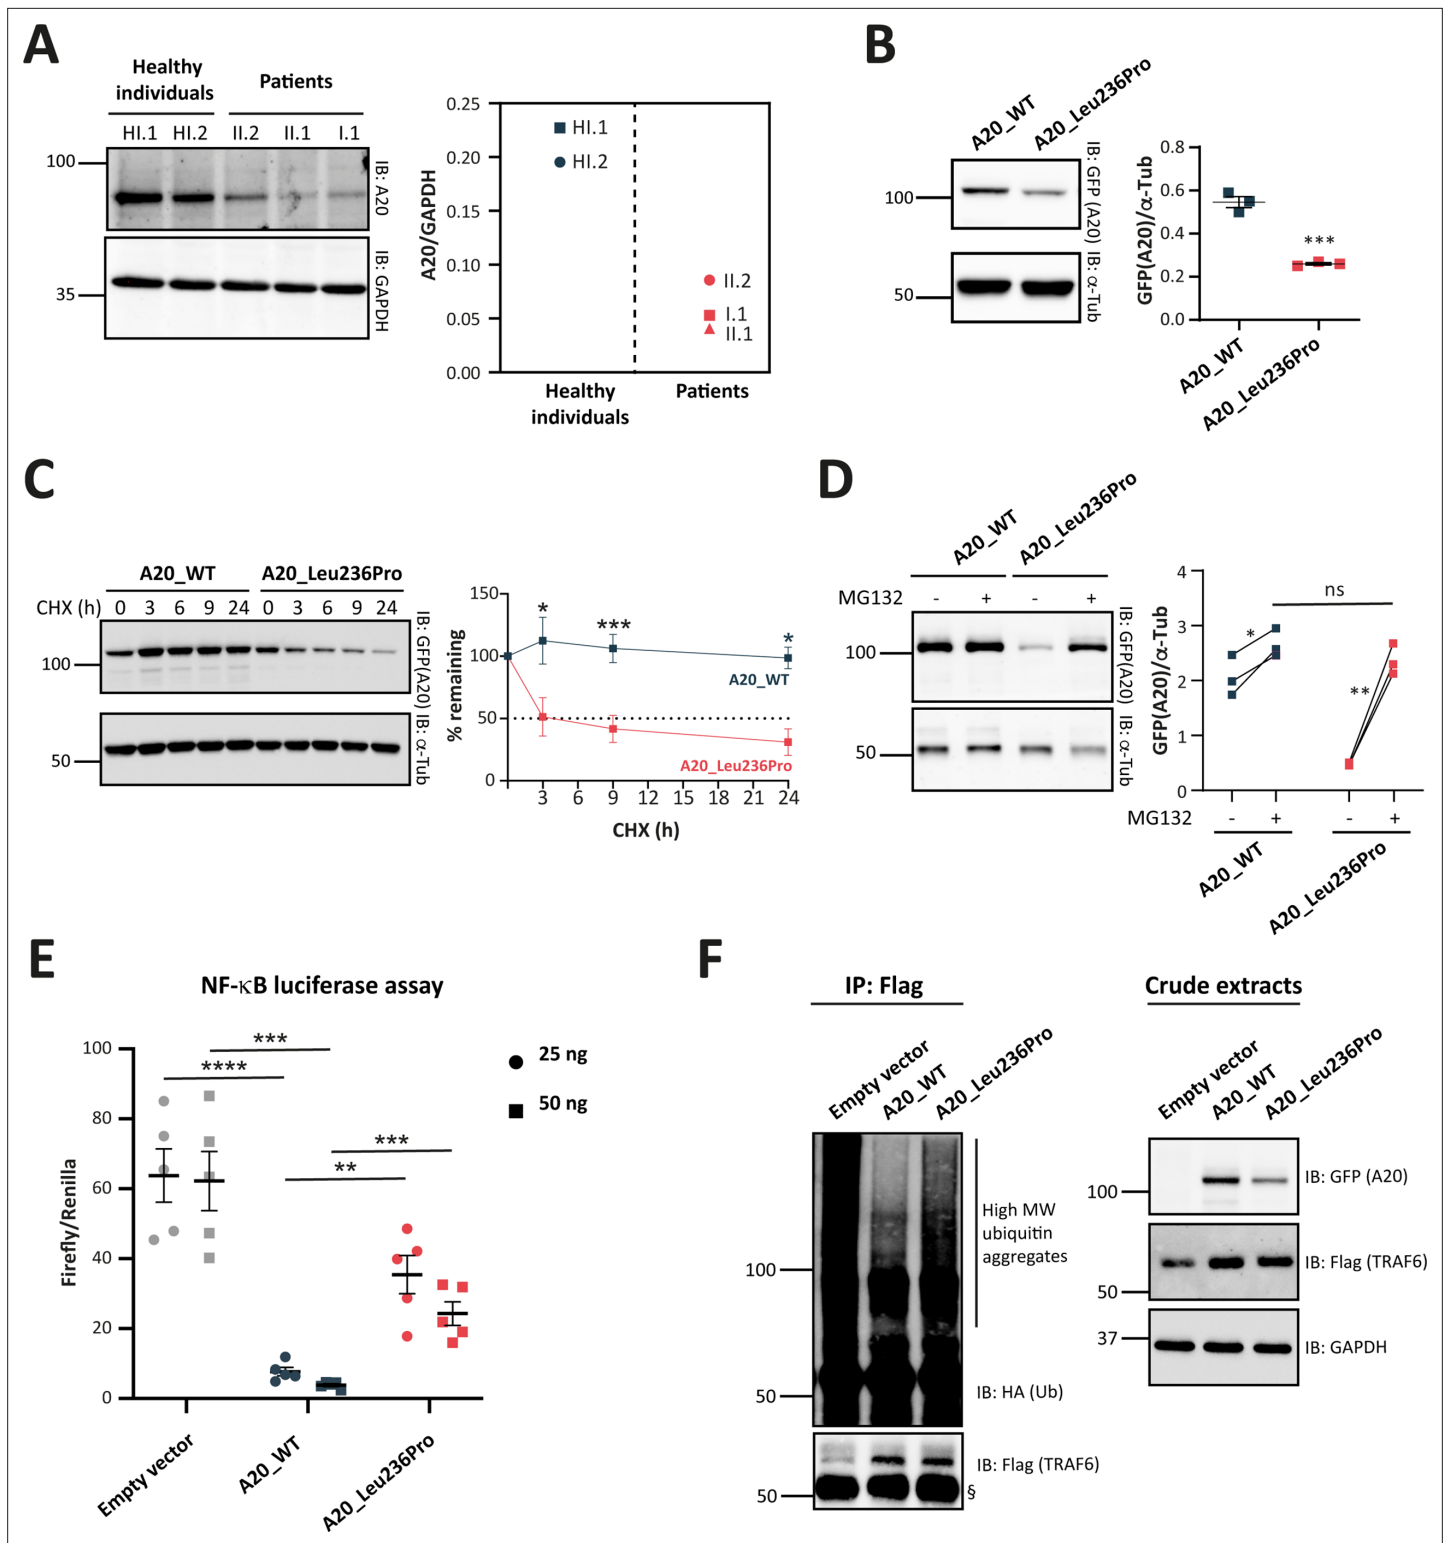 A
Healthy
individuals
Patients
HI.1 HI.2 II.2 II.1 I.1
100
35
IB: A20
IB: GAPDH
A20/GAPDH
0.25
0.20
0.15
0.10
0.05
0.00
HI.1
HI.2
II.2
I.1
II.1
Healthy
individuals
Patients
B
A20_WT
A20_Leu236Pro
100
50
IB: GFP (A20)
IB: α-Tub
GFP(A20)/α-Tub
0.8
0.6
0.4
0.2
0.0
***
A20_WT
A20_Leu236Pro
C
A20_WT
A20_Leu236Pro
CHX (h) 0 3 6 9 24 0 3 6 9 24
100
50
IB: GFP(A20)
IB: α-Tub
% remaining
150
100
50
0
*
***
*
A20_WT
A20_Leu236Pro
3 6 9 12 15 18 21 24
CHX (h)
D
A20_WT
A20_Leu236Pro
MG132 - + - +
100
50
IB: GFP(A20)
IB: α-Tub
GFP(A20)/α-Tub
4
3
2
1
0
*
**
ns
MG132 - + - +
A20_WT
A20_Leu236Pro
E
NF-κB luciferase assay
Firefly/Renilla
100
80
60
40
20
0
****
***
**
***
25 ng
50 ng
Empty vector
A20_WT
A20_Leu236Pro
F
IP: Flag
Empty vector
A20_WT
A20_Leu236Pro
100
50
50
High MW
ubiquitin
aggregates
IB: HA (Ub)
IB: Flag (TRAF6)
§
Crude extracts
Empty vector
A20_WT
A20_Leu236Pro
100
50
37
IB: GFP (A20)
IB: Flag (TRAF6)
IB: GAPDH